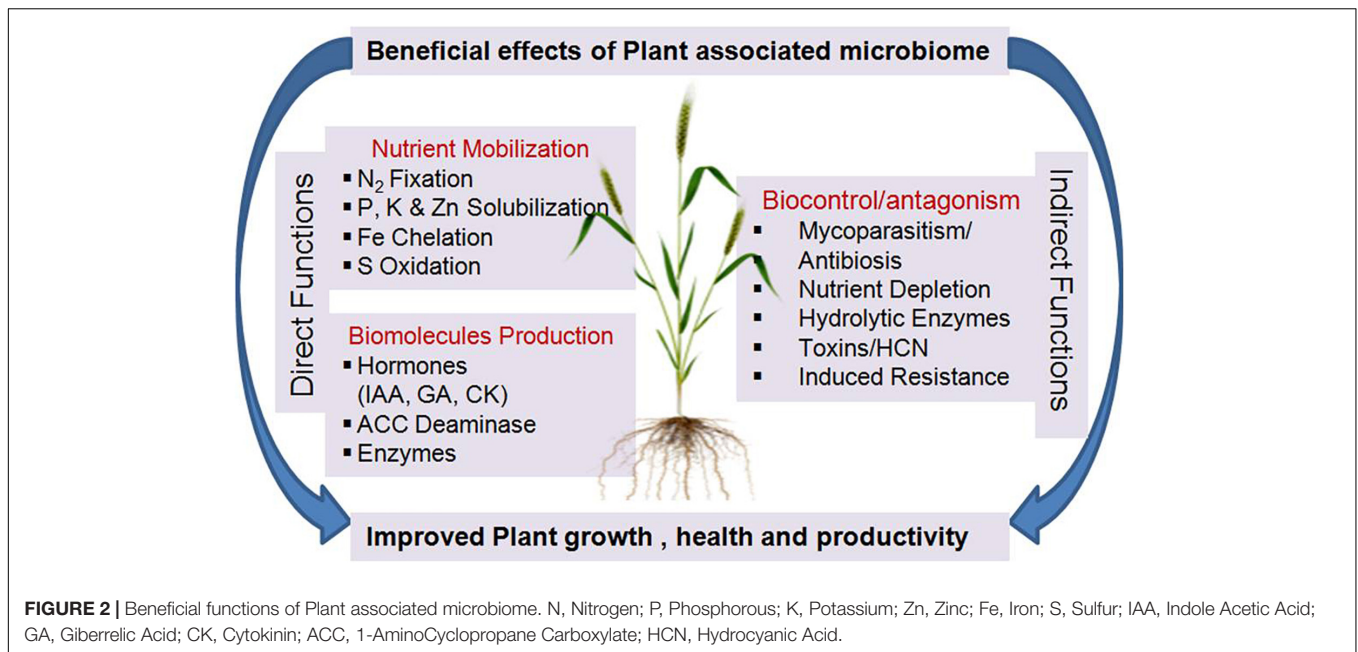 Beneficial effects of Plant associated microbiome
Direct Functions
Nutrient Mobilization
▪ N₂ Fixation
▪ P, K & Zn Solubilization
▪ Fe Chelation
▪ S Oxidation
Biomolecules Production
▪ Hormones
(IAA, GA, CK)
▪ ACC Deaminase
▪ Enzymes
Biocontrol/antagonism
▪ Mycoparasitism/
▪ Antibiosis
▪ Nutrient Depletion
▪ Hydrolytic Enzymes
▪ Toxins/HCN
▪ Induced Resistance
Indirect Functions
Improved Plant growth , health and productivity
FIGURE 2 | Beneficial functions of Plant associated microbiome. N, Nitrogen; P, Phosphorous; K, Potassium; Zn, Zinc; Fe, Iron; S, Sulfur; IAA, Indole Acetic Acid;
GA, Giberrelic Acid; CK, Cytokinin; ACC, 1-AminoCyclopropane Carboxylate; HCN, Hydrocyanic Acid.